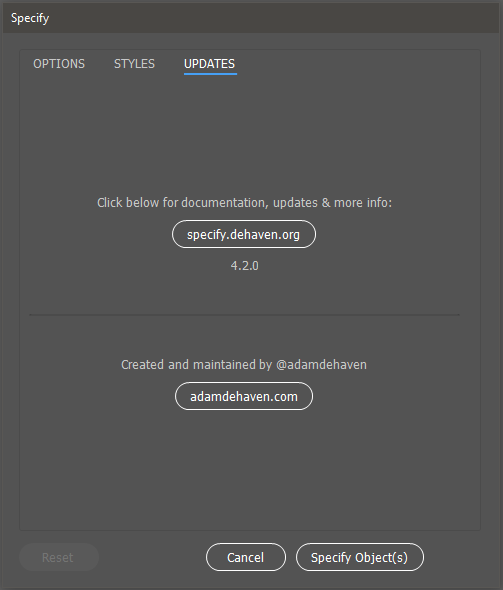 Specify
OPTIONS STYLES UPDATES
Click below for documentation, updates & more info:
specify.dehaven.org
4.2.0
Created and maintained by @adamdehaven
adamdehaven.com
Reset Cancel Specify Object(s)